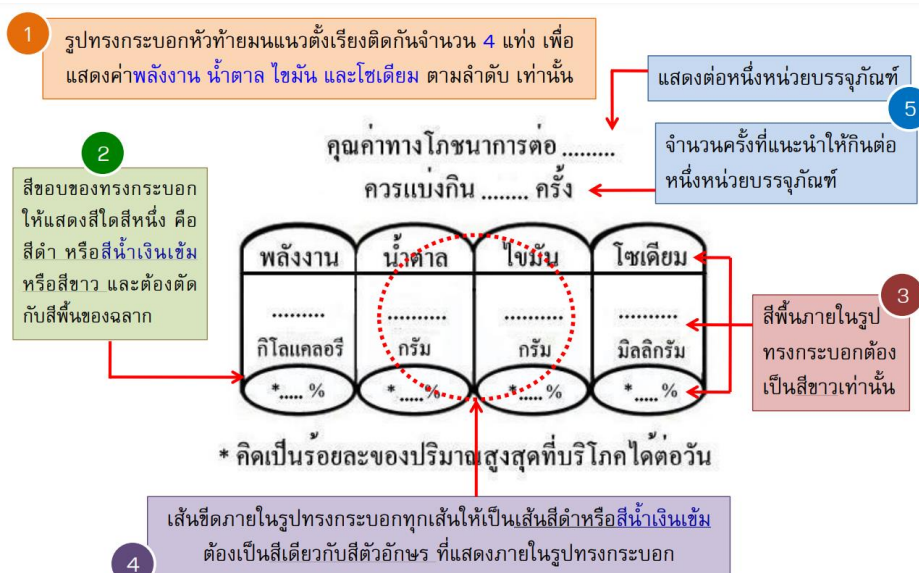 1
รูปทรงกระบอกหัวท้ายมนแนวตั้งเรียงติดกันจำนวน 4 แท่ง เพื่อ
แสดงค่าพลังงาน น้ำตาล ไขมัน และโซเดียม ตามลำดับ เท่านั้น
แสดงต่อหนึ่งหน่วยบรรจุภัณฑ์
5
จำนวนครั้งที่แนะนำให้กินต่อ
หนึ่งหน่วยบรรจุภัณฑ์
คุณค่าทางโภชนาการต่อ .........
ควรแบ่งกิน ........ ครั้ง
2
สีขอบของทรงกระบอก
ให้แสดงสีใดสีหนึ่ง คือ
สีดำ หรือสีน้ำเงินเข้ม
หรือสีขาว และต้องตัด
กับสีพื้นของฉลาก
พลังงาน น้ำตาล ไขมัน โซเดียม
......... .......... .......... ..........
กิโลแคลอรี กรัม กรัม มิลลิกรัม
*..... % *..... % *..... % *..... %
3
สีพื้นภายในรูป
ทรงกระบอกต้อง
เป็นสีขาวเท่านั้น
* คิดเป็นร้อยละของปริมาณสูงสุดที่บริโภคได้ต่อวัน
เส้นขีดภายในรูปทรงกระบอกทุกเส้นให้เป็นเส้นสีดำหรือสีน้ำเงินเข้ม
ต้องเป็นสีเดียวกับสีตัวอักษร ที่แสดงภายในรูปทรงกระบอก
4